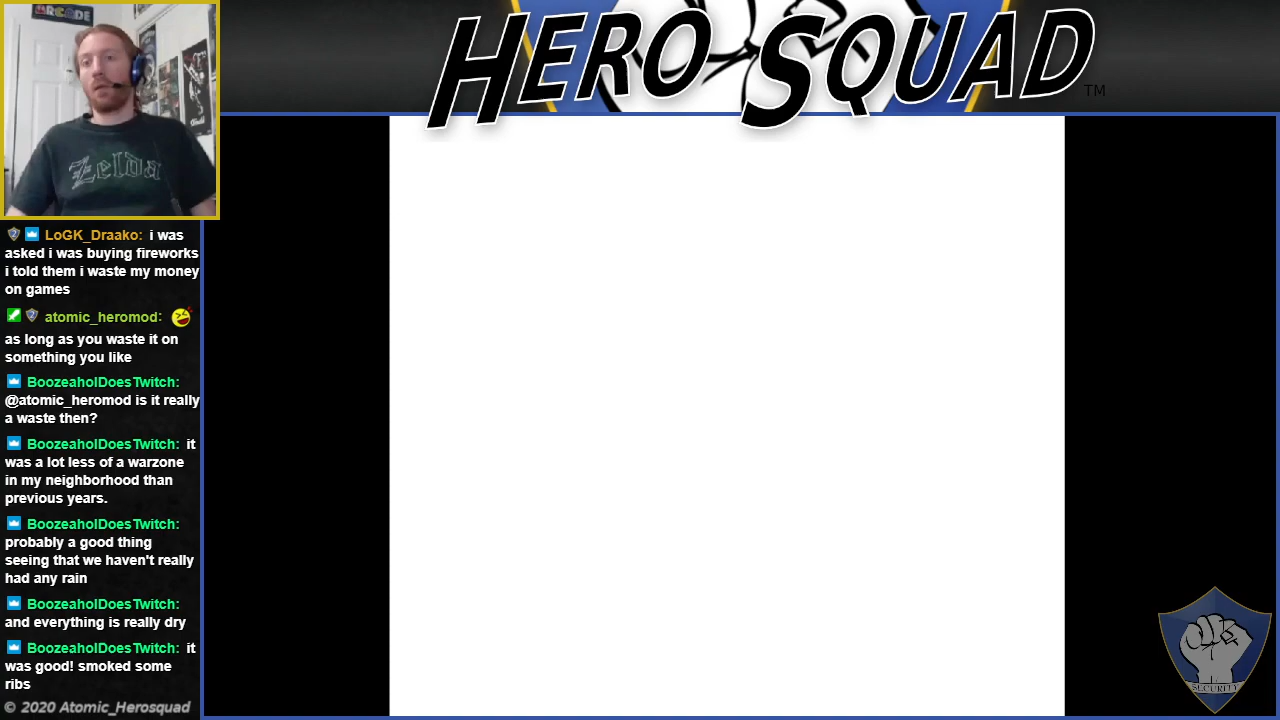 ARCADE
HERO SQUAD
TM
Zelda
LoGK_Draako: i was
asked i was buying fireworks
i told them i waste my money
on games
atomic_heromod:
as long as you waste it on
something you like
BoozeaholDoesTwitch:
@atomic_heromod is it really
a waste then?
BoozeaholDoesTwitch: it
was a lot less of a warzone
in my neighborhood than
previous years.
BoozeaholDoesTwitch:
probably a good thing
seeing that we haven't really
had any rain
BoozeaholDoesTwitch:
and everything is really dry
BoozeaholDoesTwitch: it
was good! smoked some
ribs
© 2020 Atomic_Herosquad
SECURITY